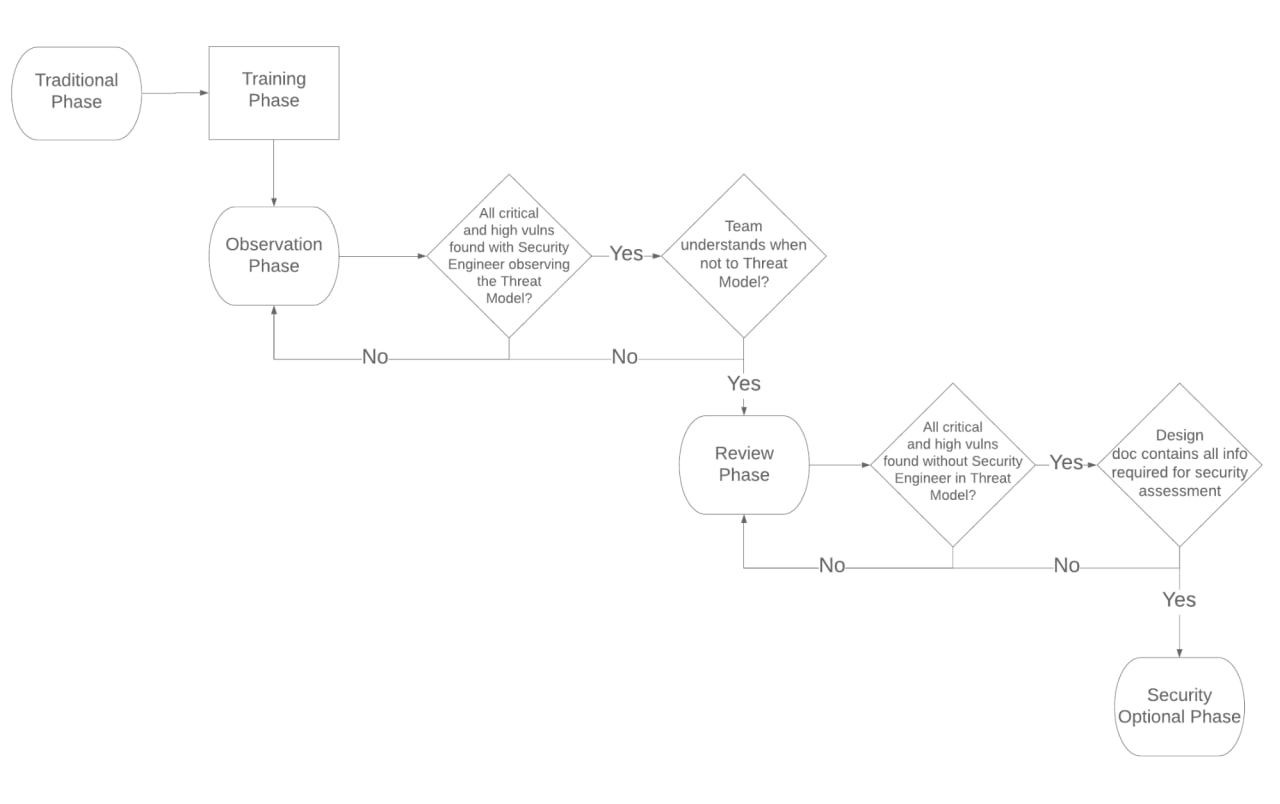 Traditional
Phase
Training
Phase
Observation
Phase
All critical
and high vulns
found with Security
Engineer observing
the Threat
Model?
Yes
Team
understands when
not to Threat
Model?
No
No
Yes
Review
Phase
All critical
and high vulns
found without Security
Engineer in Threat
Model?
Yes
Design
doc contains all info
required for security
assessment
No
No
Yes
Security
Optional Phase